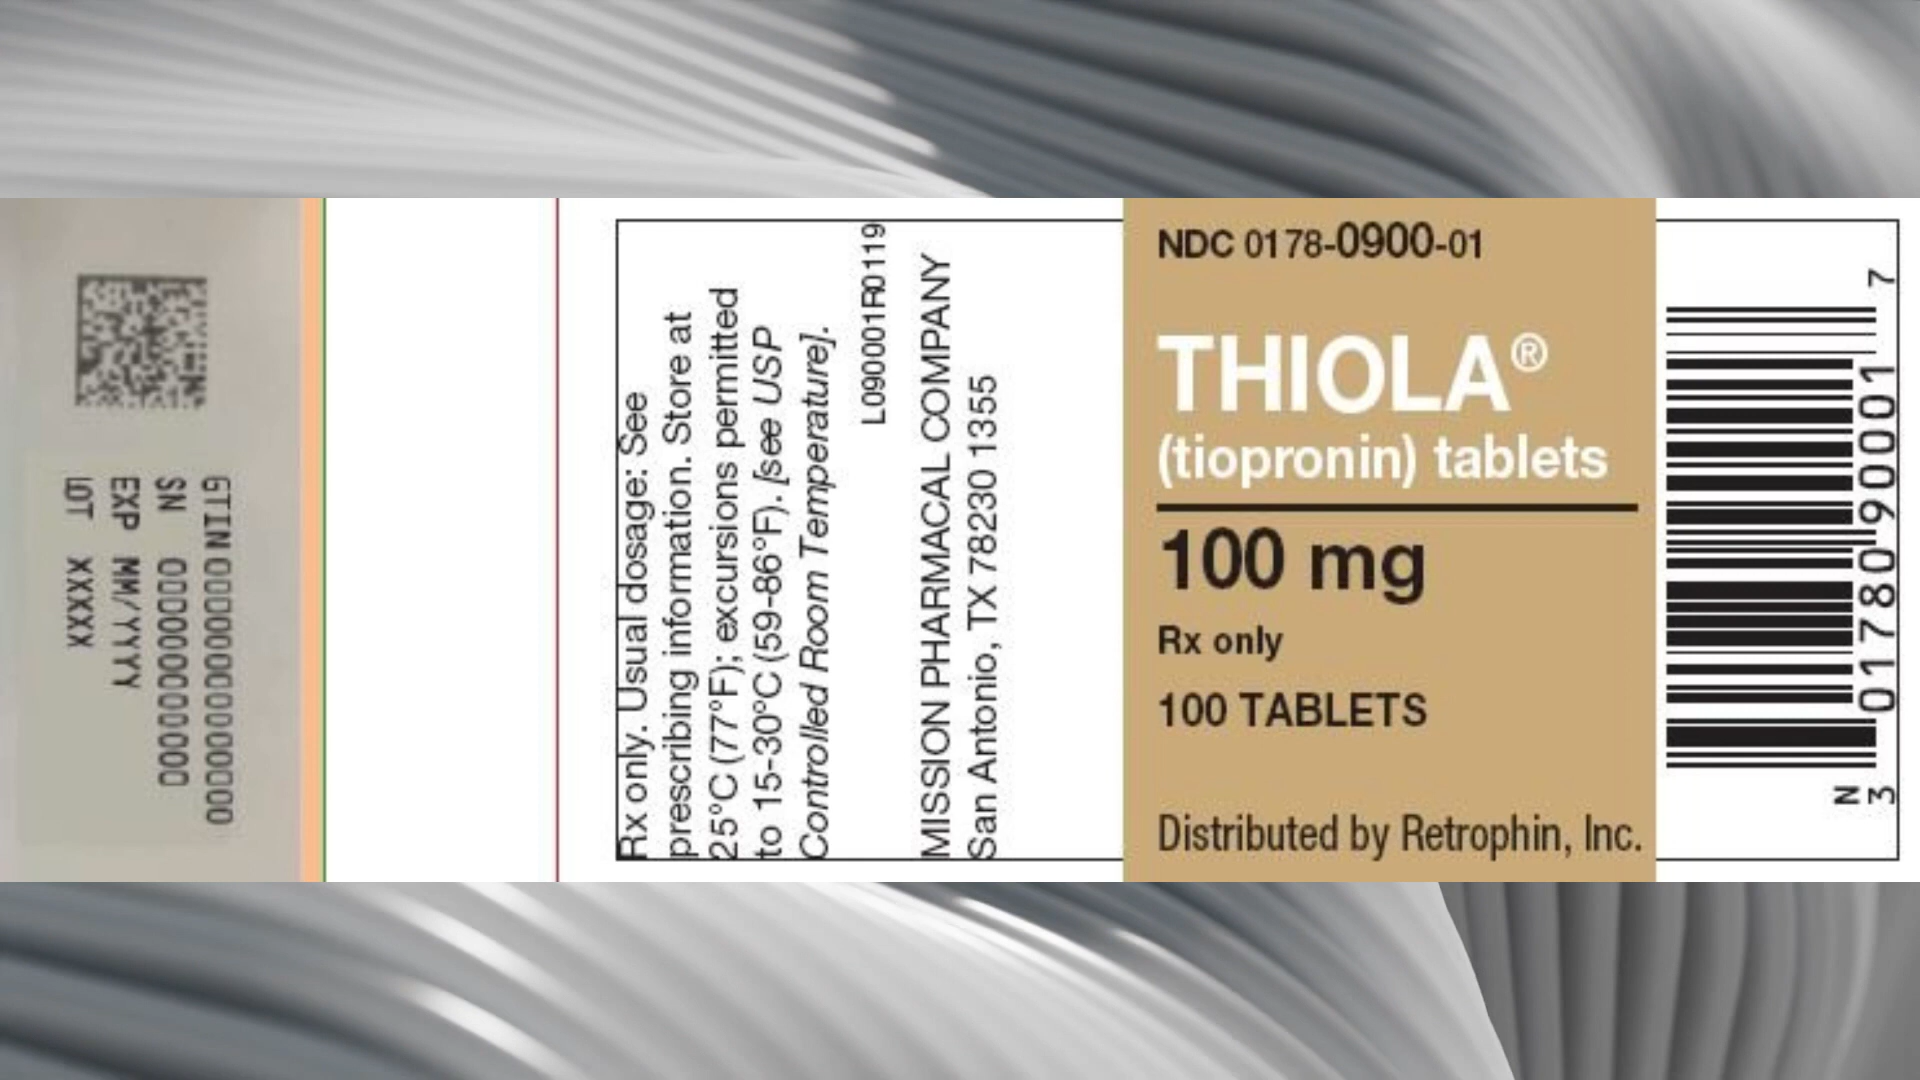 GTIN 00000000000000
SN 00000000000
EXP MM/YYYY
LOT XXXXX
Rx only. Usual dosage: See
prescribing information. Store at
25°C (77°F); excursions permitted
to 15-30°C (59-86°F). [see USP
Controlled Room Temperature].
L090001R0119
MISSION PHARMACAL COMPANY
San Antonio, TX 78230 1355
NDC 0178-0900-01
THIOLA®
(tiopronin) tablets
100 mg
Rx only
100 TABLETS
Distributed by Retrophin, Inc.
N
3 0178090001 7